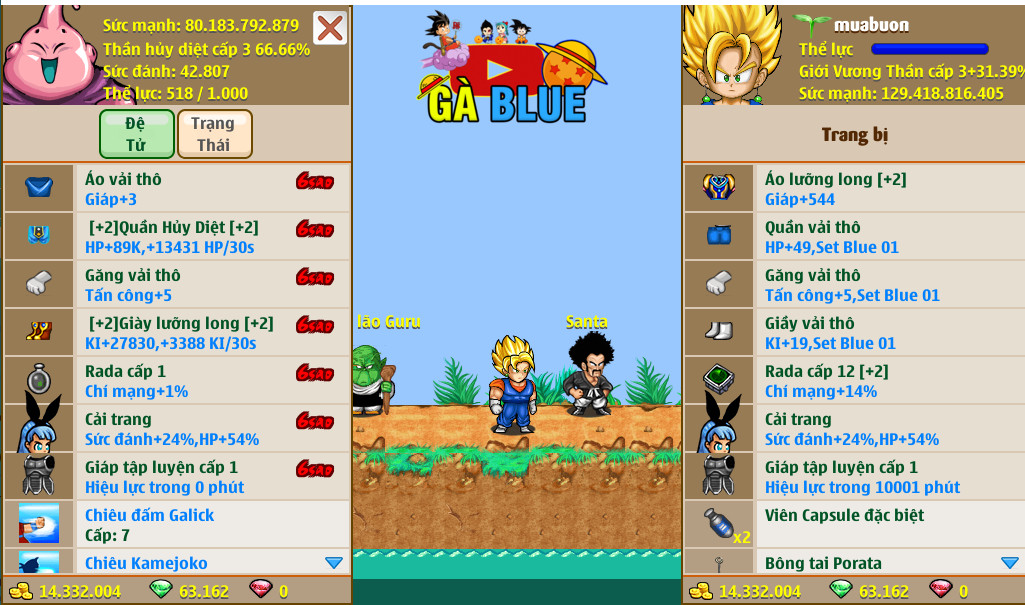 Sức mạnh: 80.183.792.879
Thần hủy diệt cấp 3 66.66%
Sức đánh: 42.807
Thể lực: 518 / 1.000
Đệ
Tử
Trạng
Thái
Áo vải thô
Giáp+3
[+2]Quần Hủy Diệt [+2]
HP+89K,+13431 HP/30s
Găng vải thô
Tấn công+5
[+2]Giày lưỡng long [+2]
KI+27830,+3388 KI/30s
Rada cấp 1
Chí mạng+1%
Cải trang
Sức đánh+24%,HP+54%
Giáp tập luyện cấp 1
Hiệu lực trong 0 phút
Chiêu đấm Galick
Cấp: 7
Chiêu Kamejoko
14.332.004
63.162
0
GÀ BLUE
lão Guru
Santa
muabuon
Thể lực
Giới Vương Thần cấp 3+31.39%
Sức mạnh: 129.418.816.405
Trang bị
Áo lưỡng long [+2]
Giáp+544
Quần vải thô
HP+49,Set Blue 01
Găng vải thô
Tấn công+5,Set Blue 01
Giầy vải thô
KI+19,Set Blue 01
Rada cấp 12 [+2]
Chí mạng+14%
Cải trang
Sức đánh+24%,HP+54%
Giáp tập luyện cấp 1
Hiệu lực trong 10001 phút
Viên Capsule đặc biệt
x2
Bông tai Porata
14.332.004
63.162
0